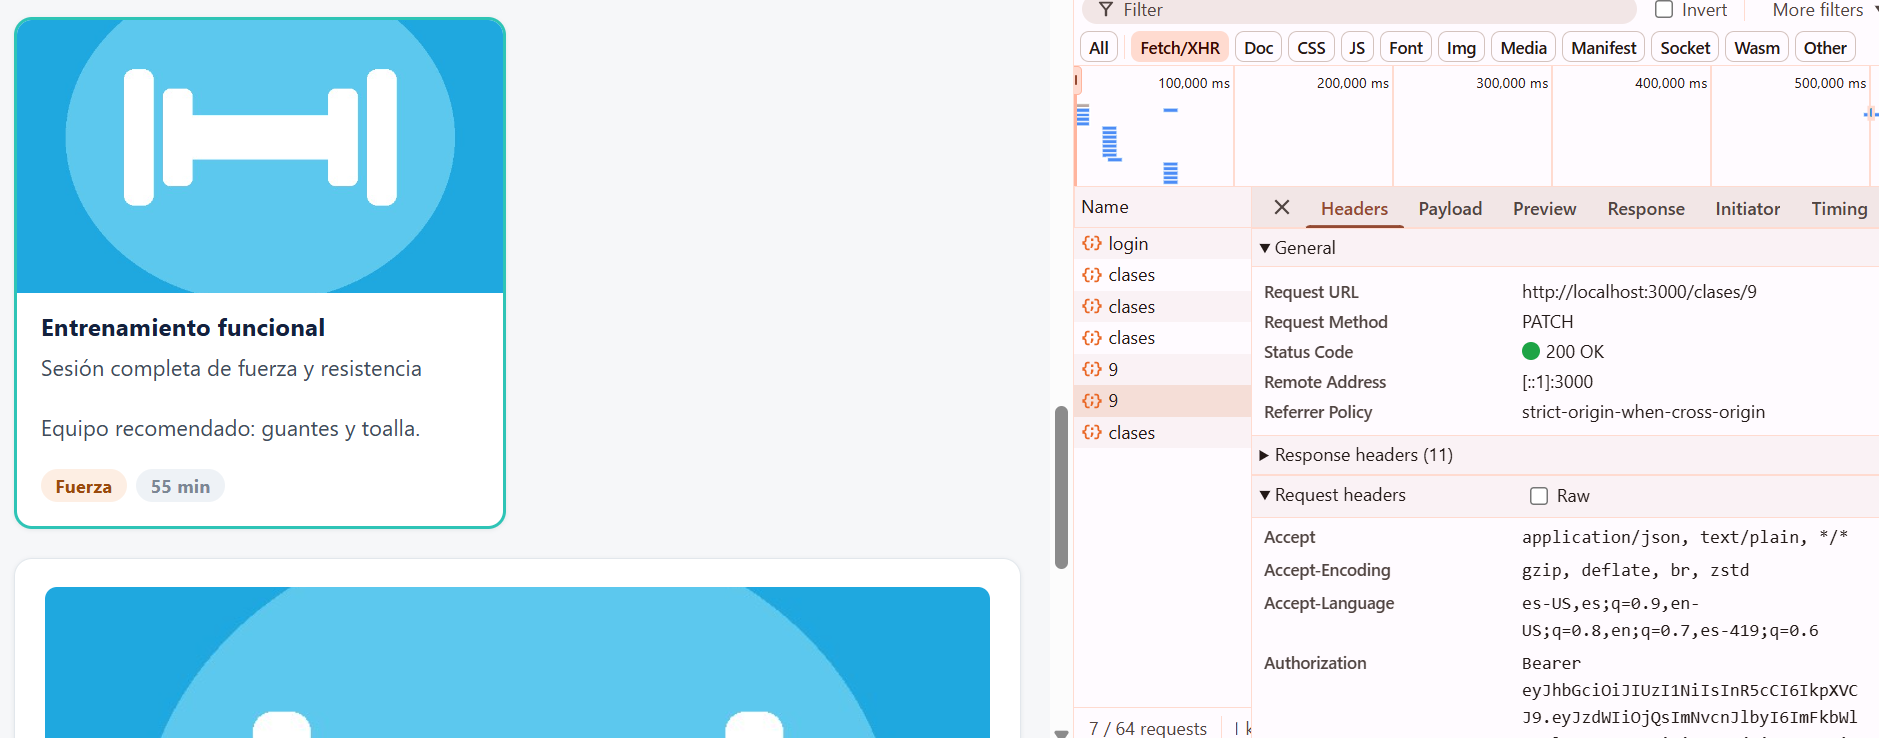 Entrenamiento funcional
Sesión completa de fuerza y resistencia
Equipo recomendado: guantes y toalla.
Fuerza 55 min
Filter Invert More filters
All Fetch/XHR Doc CSS JS Font Img Media Manifest Socket Wasm Other
100,000 ms 200,000 ms 300,000 ms 400,000 ms 500,000 ms
Name
login
clases
clases
clases
9
9
clases
7 / 64 requests
Headers Payload Preview Response Initiator Timing
General
Request URL http://localhost:3000/clases/9
Request Method PATCH
Status Code 200 OK
Remote Address [::1]:3000
Referrer Policy strict-origin-when-cross-origin
Response headers (11)
Request headers Raw
Accept application/json, text/plain, */*
Accept-Encoding gzip, deflate, br, zstd
Accept-Language es-US,es;q=0.9,en-
US;q=0.8,en;q=0.7,es-419;q=0.6
Authorization Bearer
eyJhbGciOiJIUzI1NiIsInR5cCI6IkpXVC
J9.eyJzdWIiOjQsImNvcnJlbyI6ImFkbWl